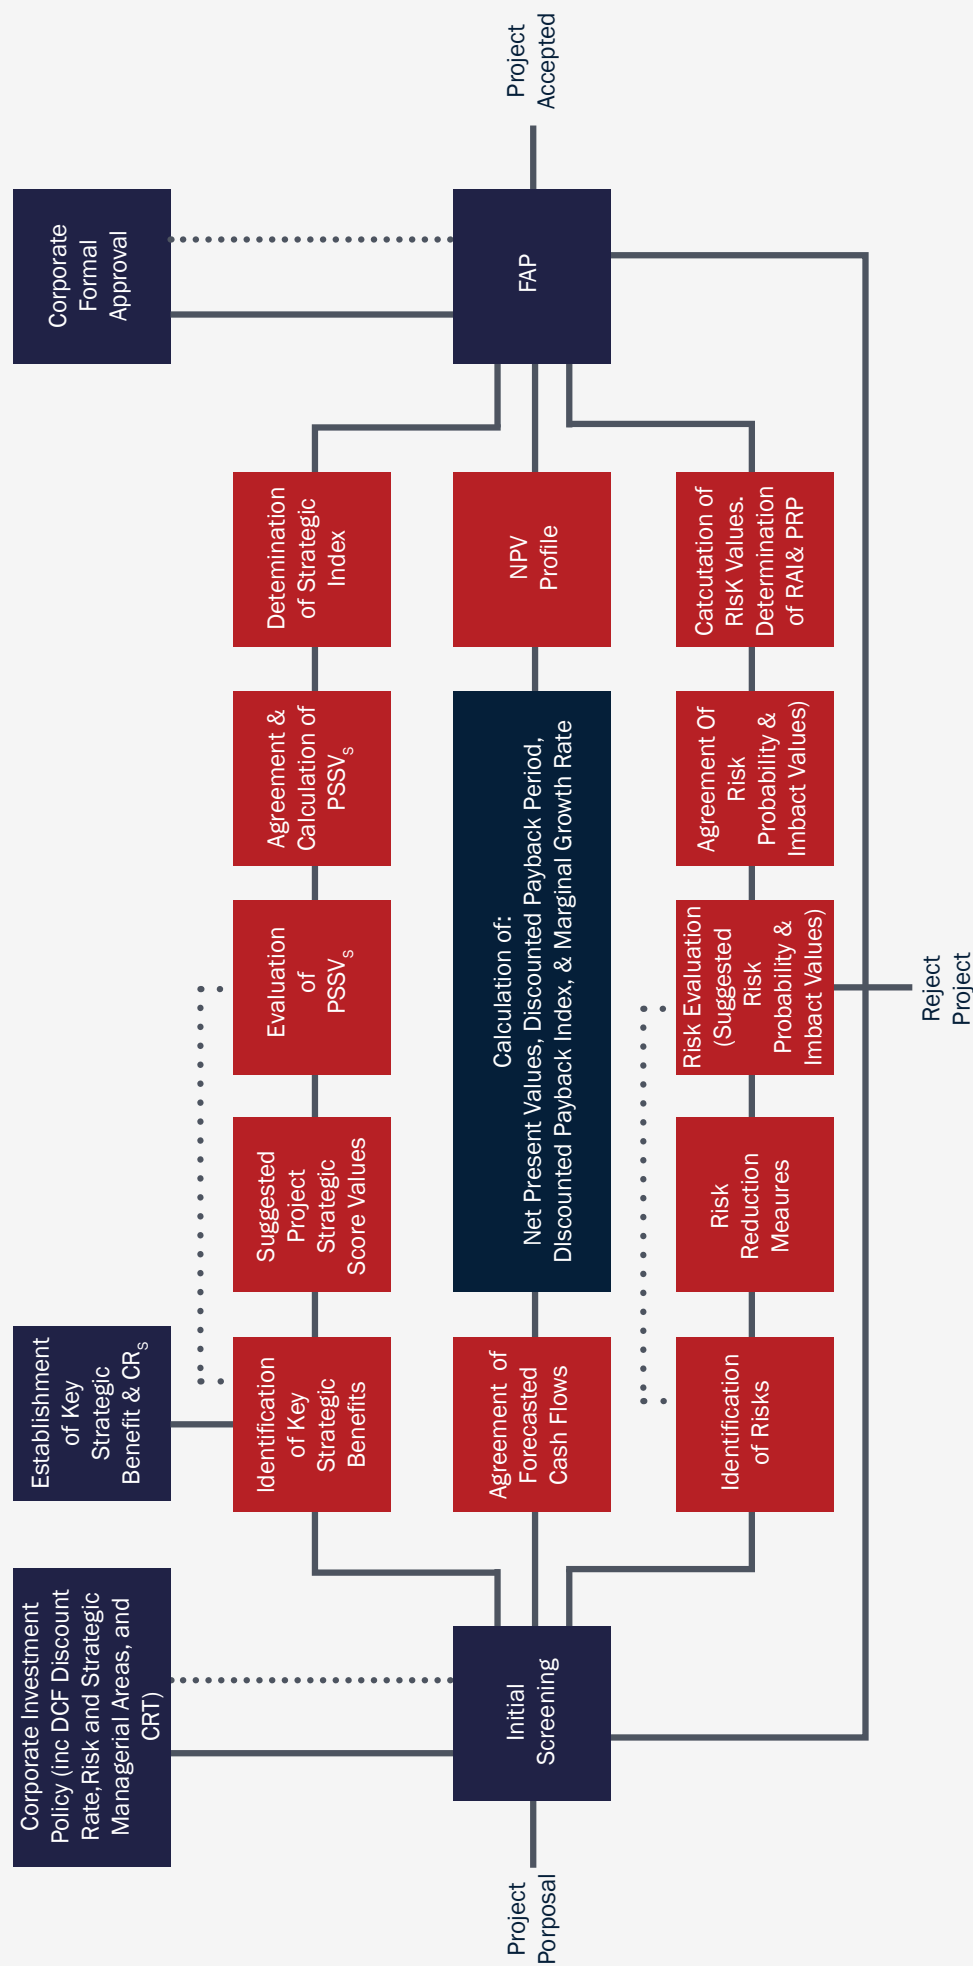 Corporate Investment
Policy (inc DCF Discount
Rate,Risk and Strategic
Managerial Areas, and
CRT)
Establishment
of Key
Strategic
Benefit & CRs
Corporate
Formal
Approval
Identification
of Key
Strategic
Benefits
Suggested
Project
Strategic
Score Values
Evaluation
of
PSSVs
Agreement &
Calculation of
PSSVs
Detemination
of Strategic
Index
Project
Porposal
Initial
Screening
Agreement of
Forecasted
Cash Flows
Calculation of:
Net Present Values, Discounted Payback Period,
DIscounted Payback Index, & Marginal Growth Rate
NPV
Profile
FAP
Project
Accepted
Identification
of Risks
Risk
Reduction
Meaures
Risk Evaluation
(Suggested
Risk
Probability &
Imbact Values)
Agreement Of
Risk
Probability &
Imbact Values)
Catcutation of
RIsK Values.
Determination
of RAI& PRP
Reject
Project